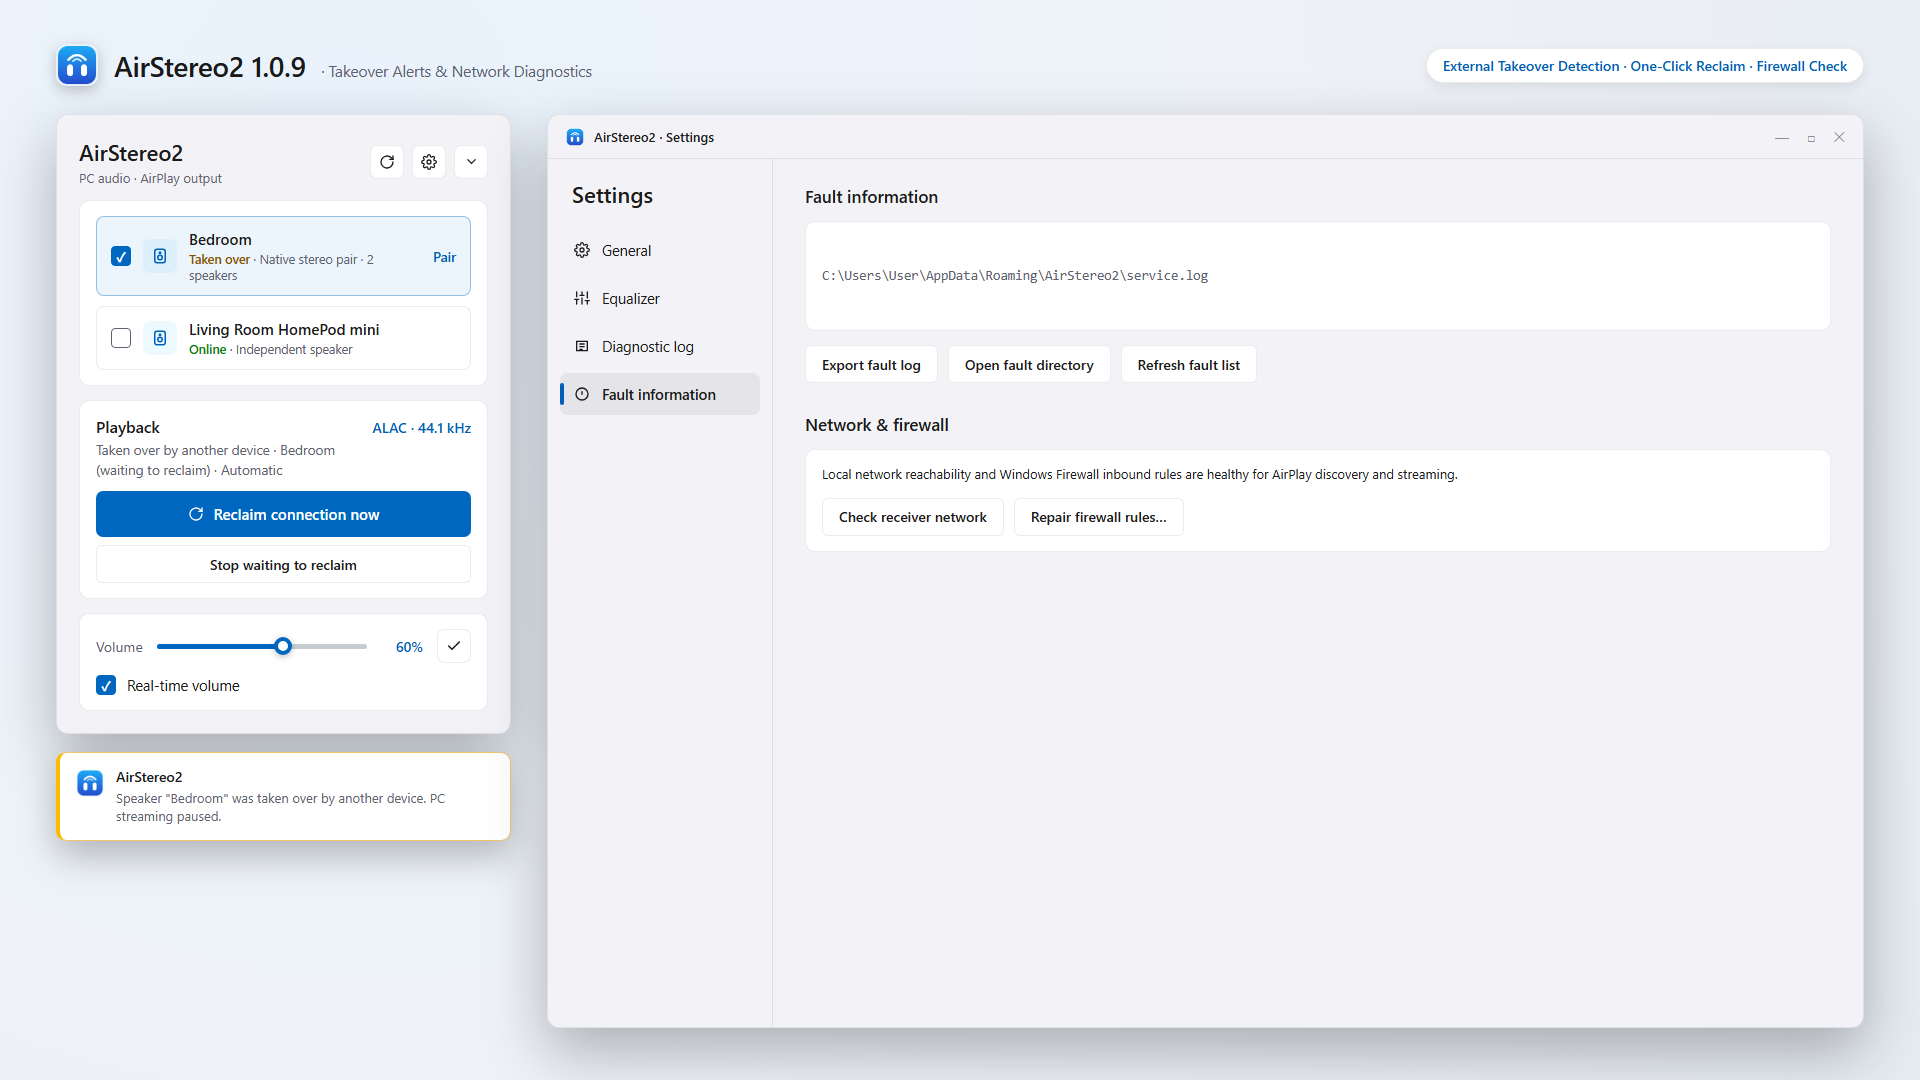 AirStereo2 1.0.9 · Takeover Alerts & Network Diagnostics
External Takeover Detection · One-Click Reclaim · Firewall Check
AirStereo2
PC audio · AirPlay output
Bedroom
Taken over · Native stereo pair · 2
speakers
Pair
Living Room HomePod mini
Online · Independent speaker
Playback
ALAC · 44.1 kHz
Taken over by another device · Bedroom
(waiting to reclaim) · Automatic
Reclaim connection now
Stop waiting to reclaim
Volume
60%
Real-time volume
AirStereo2
Speaker "Bedroom" was taken over by another device. PC
streaming paused.
AirStereo2 · Settings
Settings
General
Equalizer
Diagnostic log
Fault information
Fault information
C:\Users\User\AppData\Roaming\AirStereo2\service.log
Export fault log
Open fault directory
Refresh fault list
Network & firewall
Local network reachability and Windows Firewall inbound rules are healthy for AirPlay discovery and streaming.
Check receiver network
Repair firewall rules...